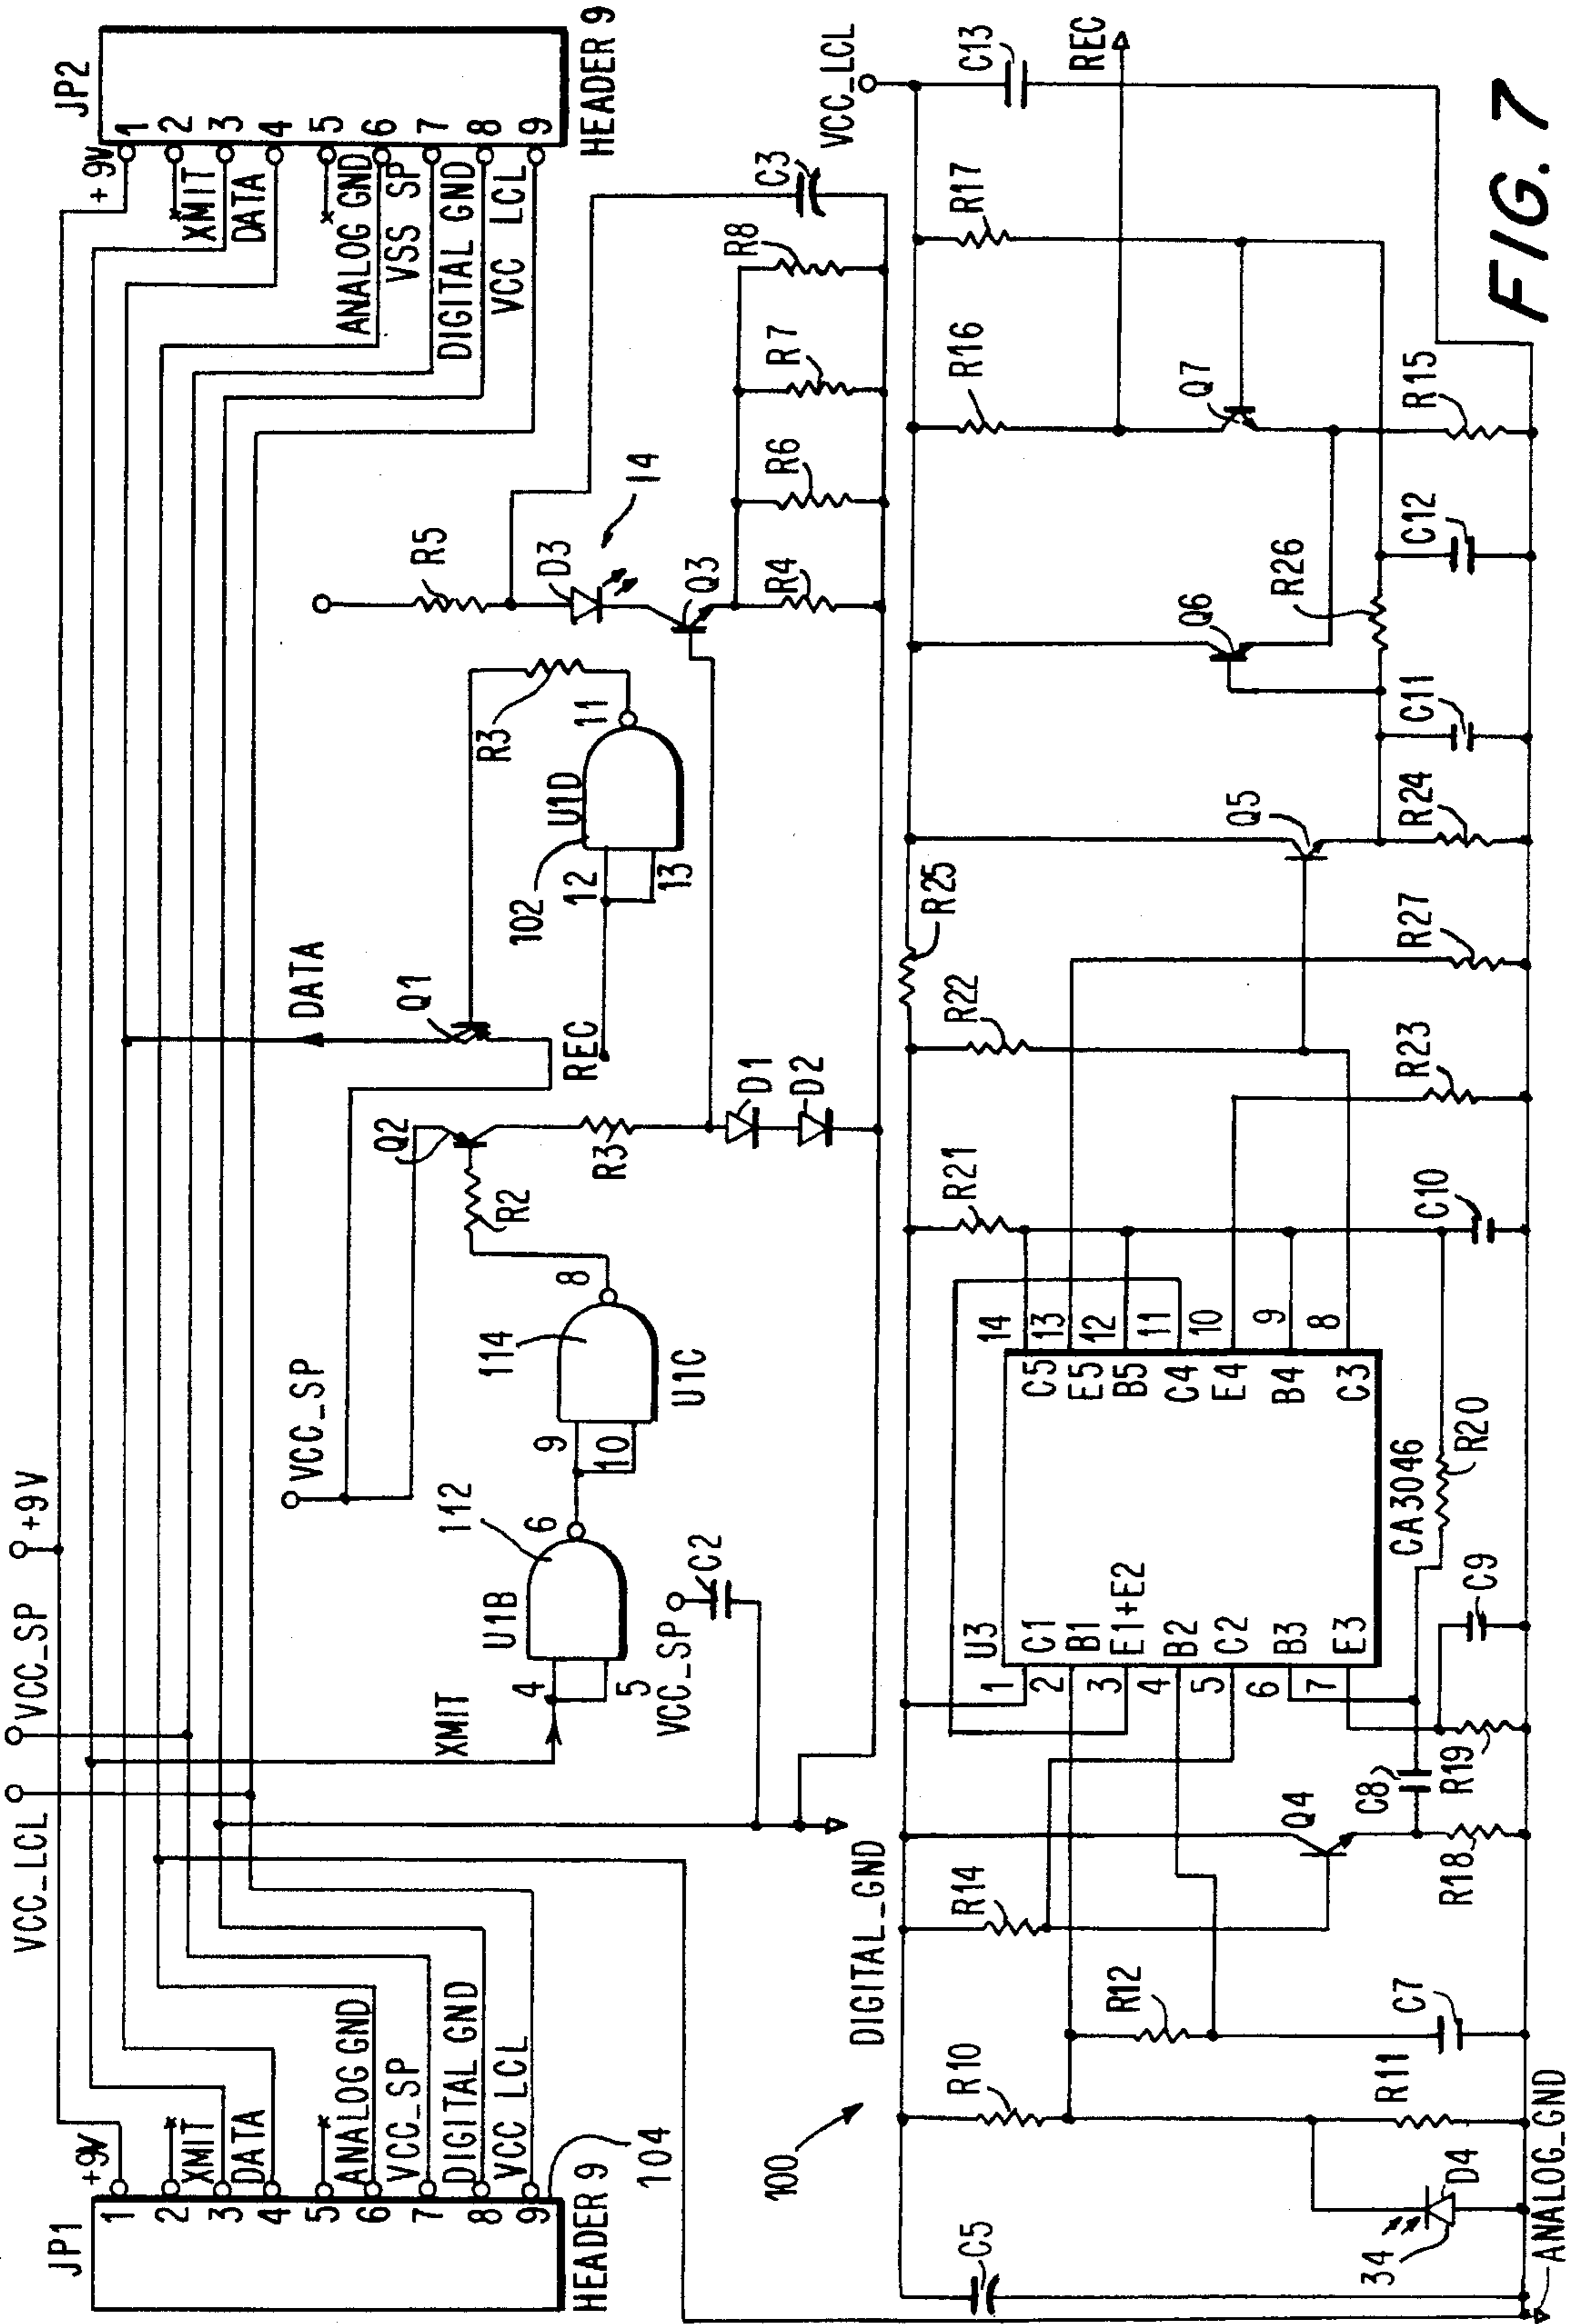 VCC_LCL
VCC_SP
+9V
JP1
+9V
1
2
XMIT
3
DATA
4
5
ANALOG GND
6
VCC_SP
7
DIGITAL GND
8
VCC LCL
9
HEADER 9
104
JP2
+9V
1
2
XMIT
3
DATA
4
5
ANALOG GND
6
VSS SP
7
DIGITAL GND
8
VCC LCL
9
HEADER 9
XMIT
4
5
U1B
112
6
9
10
114
U1C
8
R2
Q2
VCC_SP
VCC_SP
C2
R3
D1
D2
DATA
Q1
REC
102
12
13
U1D
11
R3
R5
D3
14
Q3
R4
R6
R7
R8
C3
DIGITAL_GND
100
C5
34
D4
ANALOG_GND
R10
R11
R12
C7
R14
Q4
R18
C8
R19
C9
U3
1
C1
2
B1
3
E1+E2
4
B2
5
C2
6
B3
7
E3
14
C5
13
E5
12
B5
11
C4
10
E4
9
B4
8
C3
CA3046
R20
C10
R21
R22
R23
R25
R27
Q5
R24
C11
Q6
R26
C12
R16
Q7
R15
R17
VCC_LCL
C13
REC
FIG. 7